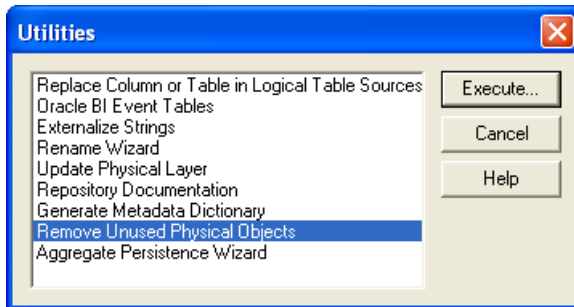 Utilities
Replace Column or Table in Logical Table Sources
Oracle BI Event Tables
Externalize Strings
Rename Wizard
Update Physical Layer
Repository Documentation
Generate Metadata Dictionary
Remove Unused Physical Objects
Aggregate Persistence Wizard
Execute...
Cancel
Help